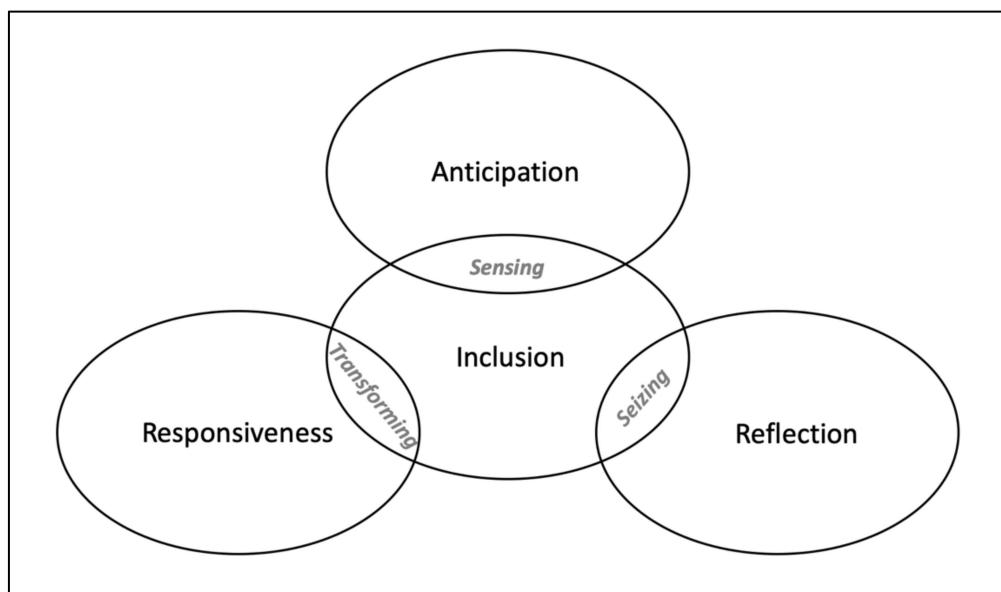 Anticipation
Sensing
Inclusion
Transforming
Seizing
Responsiveness
Reflection